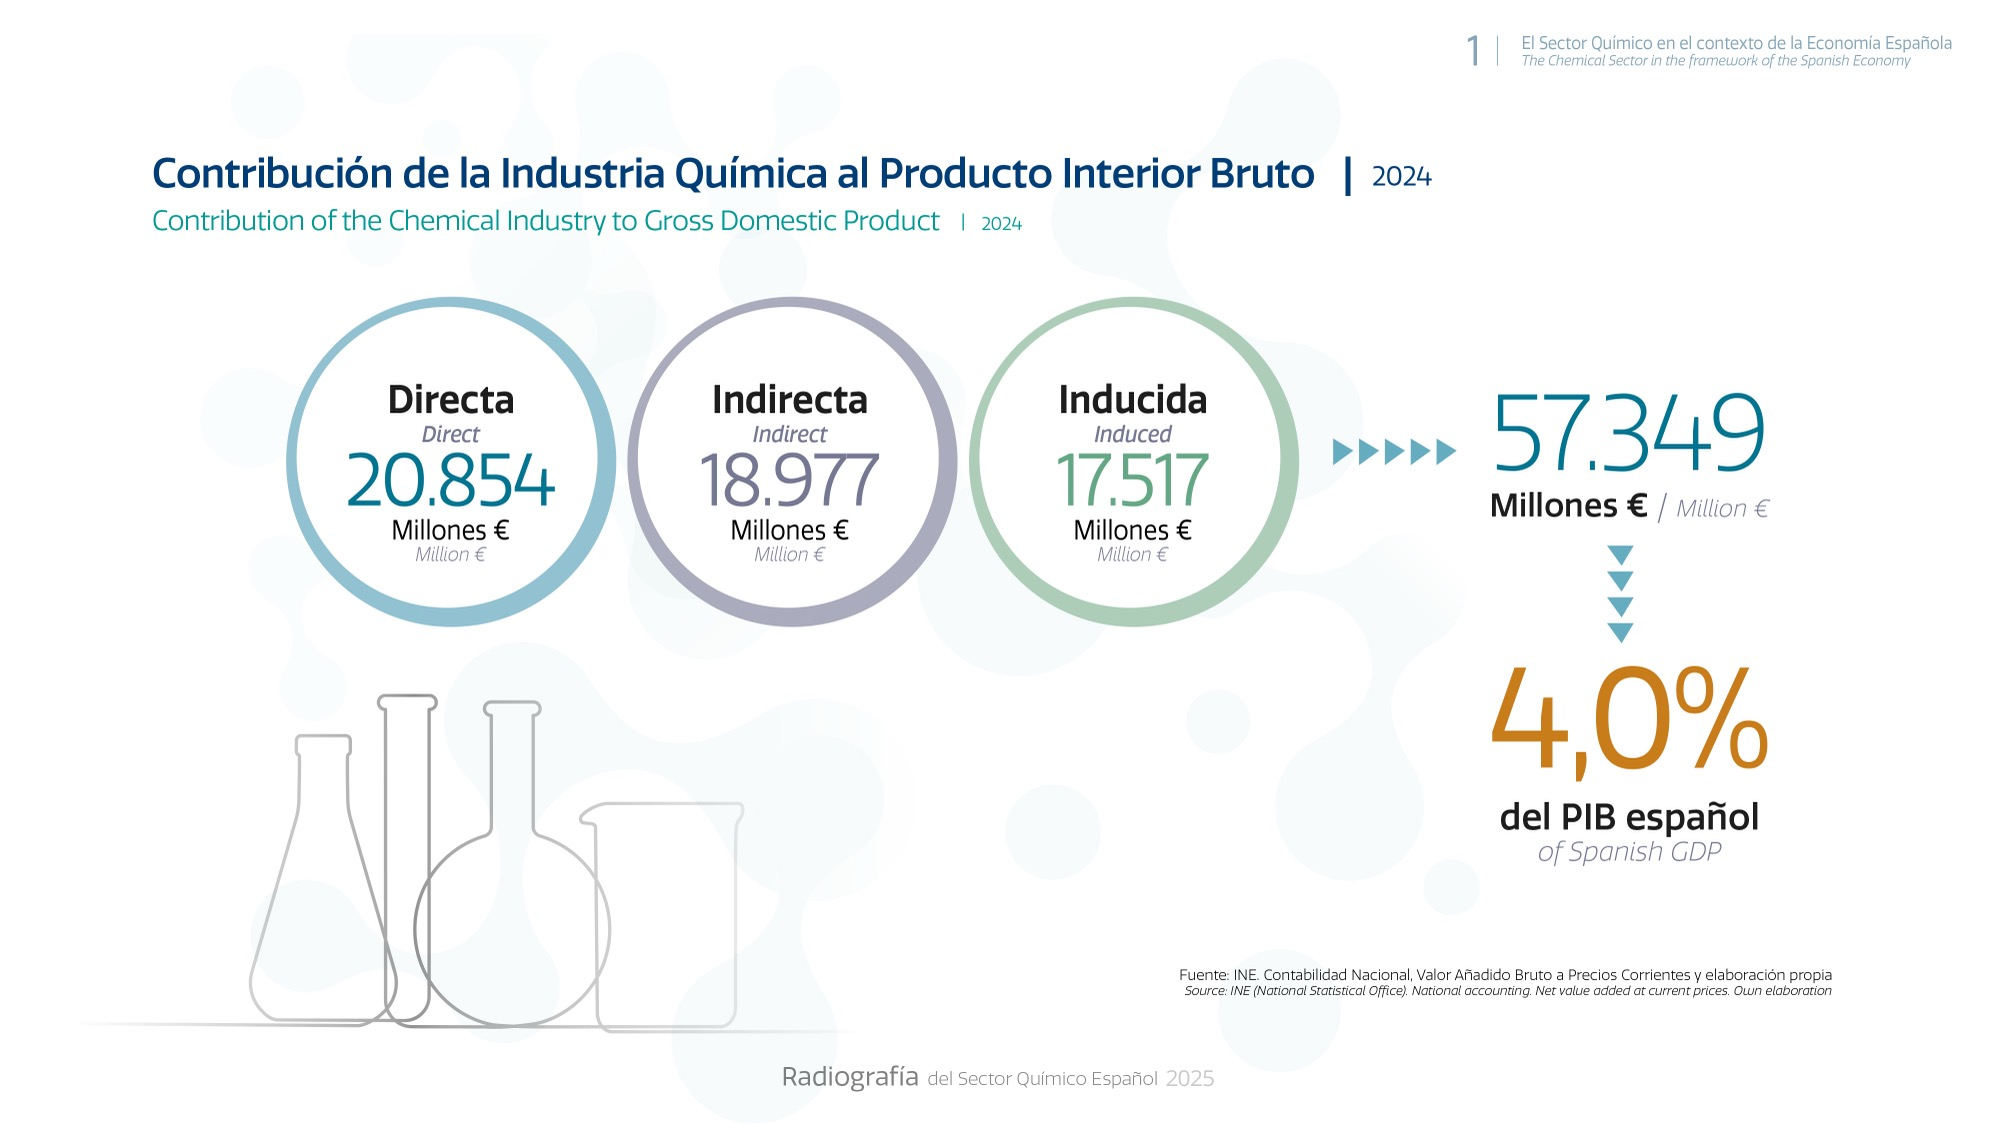 1 | El Sector Químico en el contexto de la Economía Española
The Chemical Sector in the framework of the Spanish Economy
Contribución de la Industria Química al Producto Interior Bruto | 2024
Contribution of the Chemical Industry to Gross Domestic Product | 2024
Directa
Direct
20.854
Millones €
Million €
Indirecta
Indirect
18.977
Millones €
Million €
Inducida
Induced
17.517
Millones €
Million €
57.349
Millones € / Million €
4,0%
del PIB español
of Spanish GDP
Fuente: INE. Contabilidad Nacional, Valor Añadido Bruto a Precios Corrientes y elaboración propia
Source: INE (National Statistical Office). National accounting. Net value added at current prices. Own elaboration
Radiografía del Sector Químico Español 2025